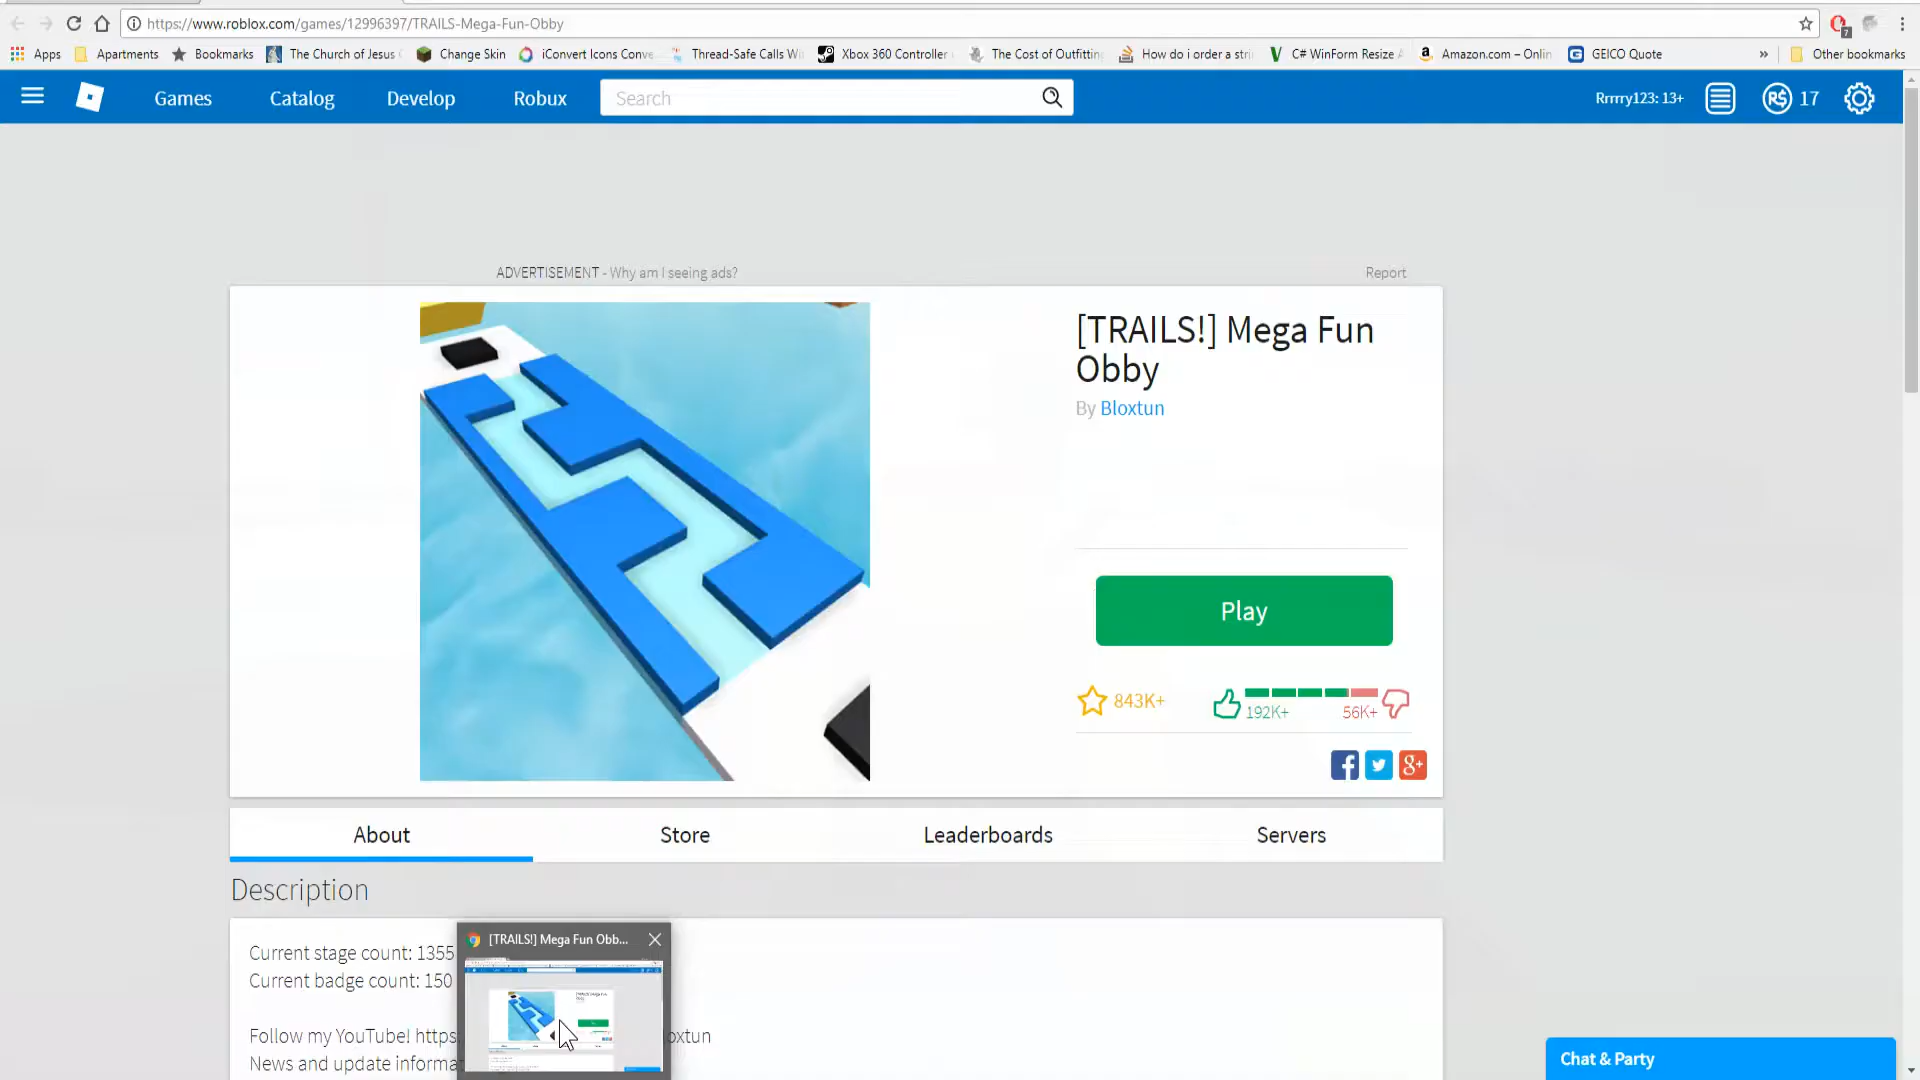 https://www.roblox.com/games/12996397/TRAILS-Mega-Fun-Obby
7
Apps Apartments Bookmarks The Church of Jesus Change Skin iConvert Icons Conve Thread-Safe Calls Wi Xbox 360 Controller The Cost of Outfittin How do i order a stri C# WinForm Resize Amazon.com – Onlin GEICO Quote » Other bookmarks
Games Catalog Develop Robux Search Rrrrry123: 13+ R$ 17
ADVERTISEMENT - Why am I seeing ads? Report
[TRAILS!] Mega Fun
Obby
By Bloxtun
Play
843K+ 192K+ 56K+
About Store Leaderboards Servers
Description
[TRAILS!] Mega Fun Obb...
Current stage count: 1355
Current badge count: 150
Follow my YouTube! https
News and update informa
Chat & Party